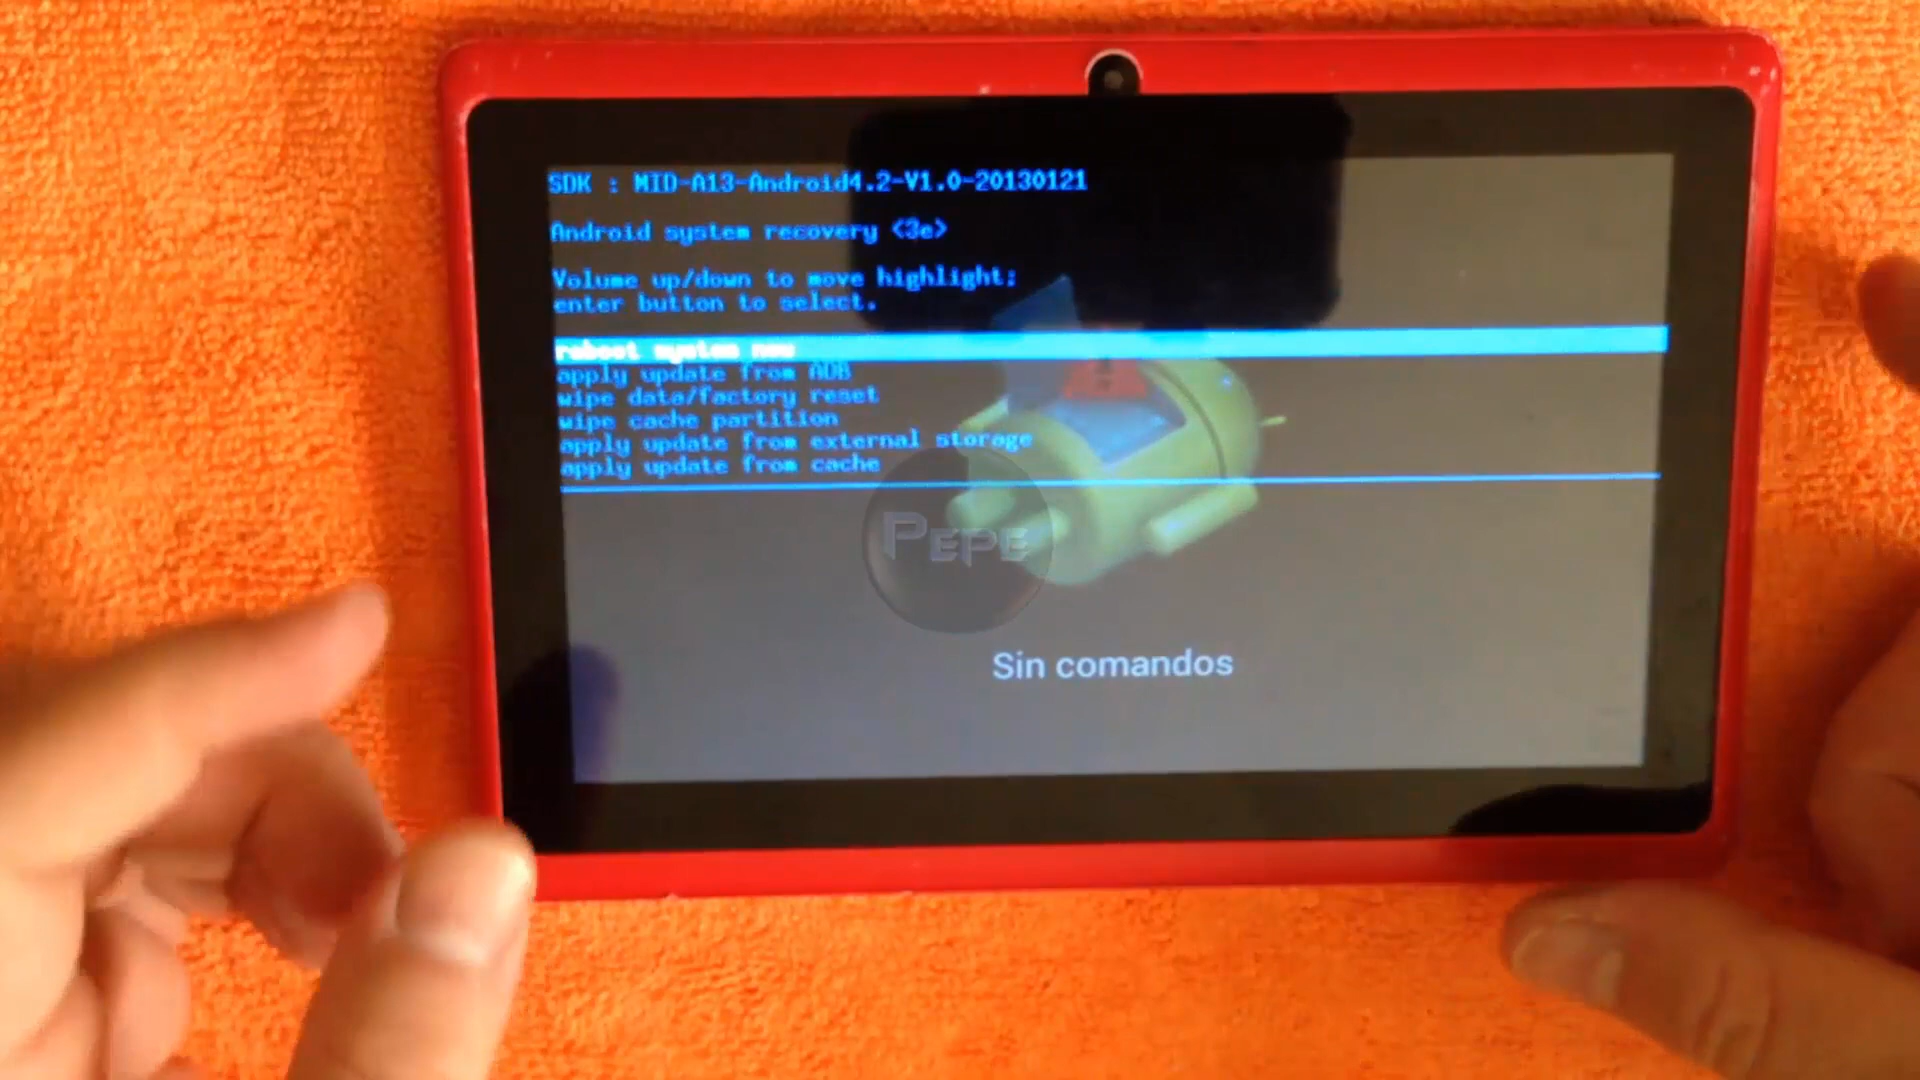 SDK : MID-A13-Android4.2-V1.0-20130121
Android system recovery <3e>
Volume up/down to move highlight;
enter button to select.
reboot system now
apply update from ADB
wipe data/factory reset
wipe cache partition
apply update from external storage
apply update from cache
PEPE
Sin comandos